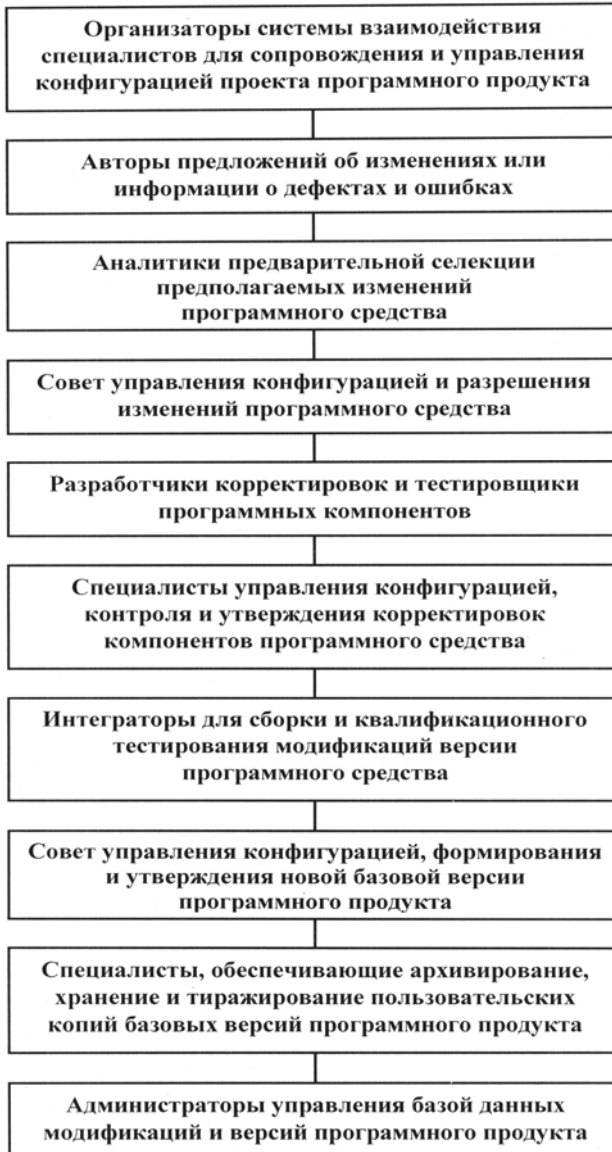 Организаторы системы взаимодействия
специалистов для сопровождения и управления
конфигурацией проекта программного продукта
Авторы предложений об изменениях или
информации о дефектах и ошибках
Аналитики предварительной селекции
предполагаемых изменений
программного средства
Совет управления конфигурацией и разрешения
изменений программного средства
Разработчики корректировок и тестировщики
программных компонентов
Специалисты управления конфигурацией,
контроля и утверждения корректировок
компонентов программного средства
Интеграторы для сборки и квалификационного
тестирования модификаций версии
программного средства
Совет управления конфигурацией, формирования
и утверждения новой базовой версии
программного продукта
Специалисты, обеспечивающие архивирование,
хранение и тиражирование пользовательских
копий базовых версий программного продукта
Администраторы управления базой данных
модификаций и версий программного продукта